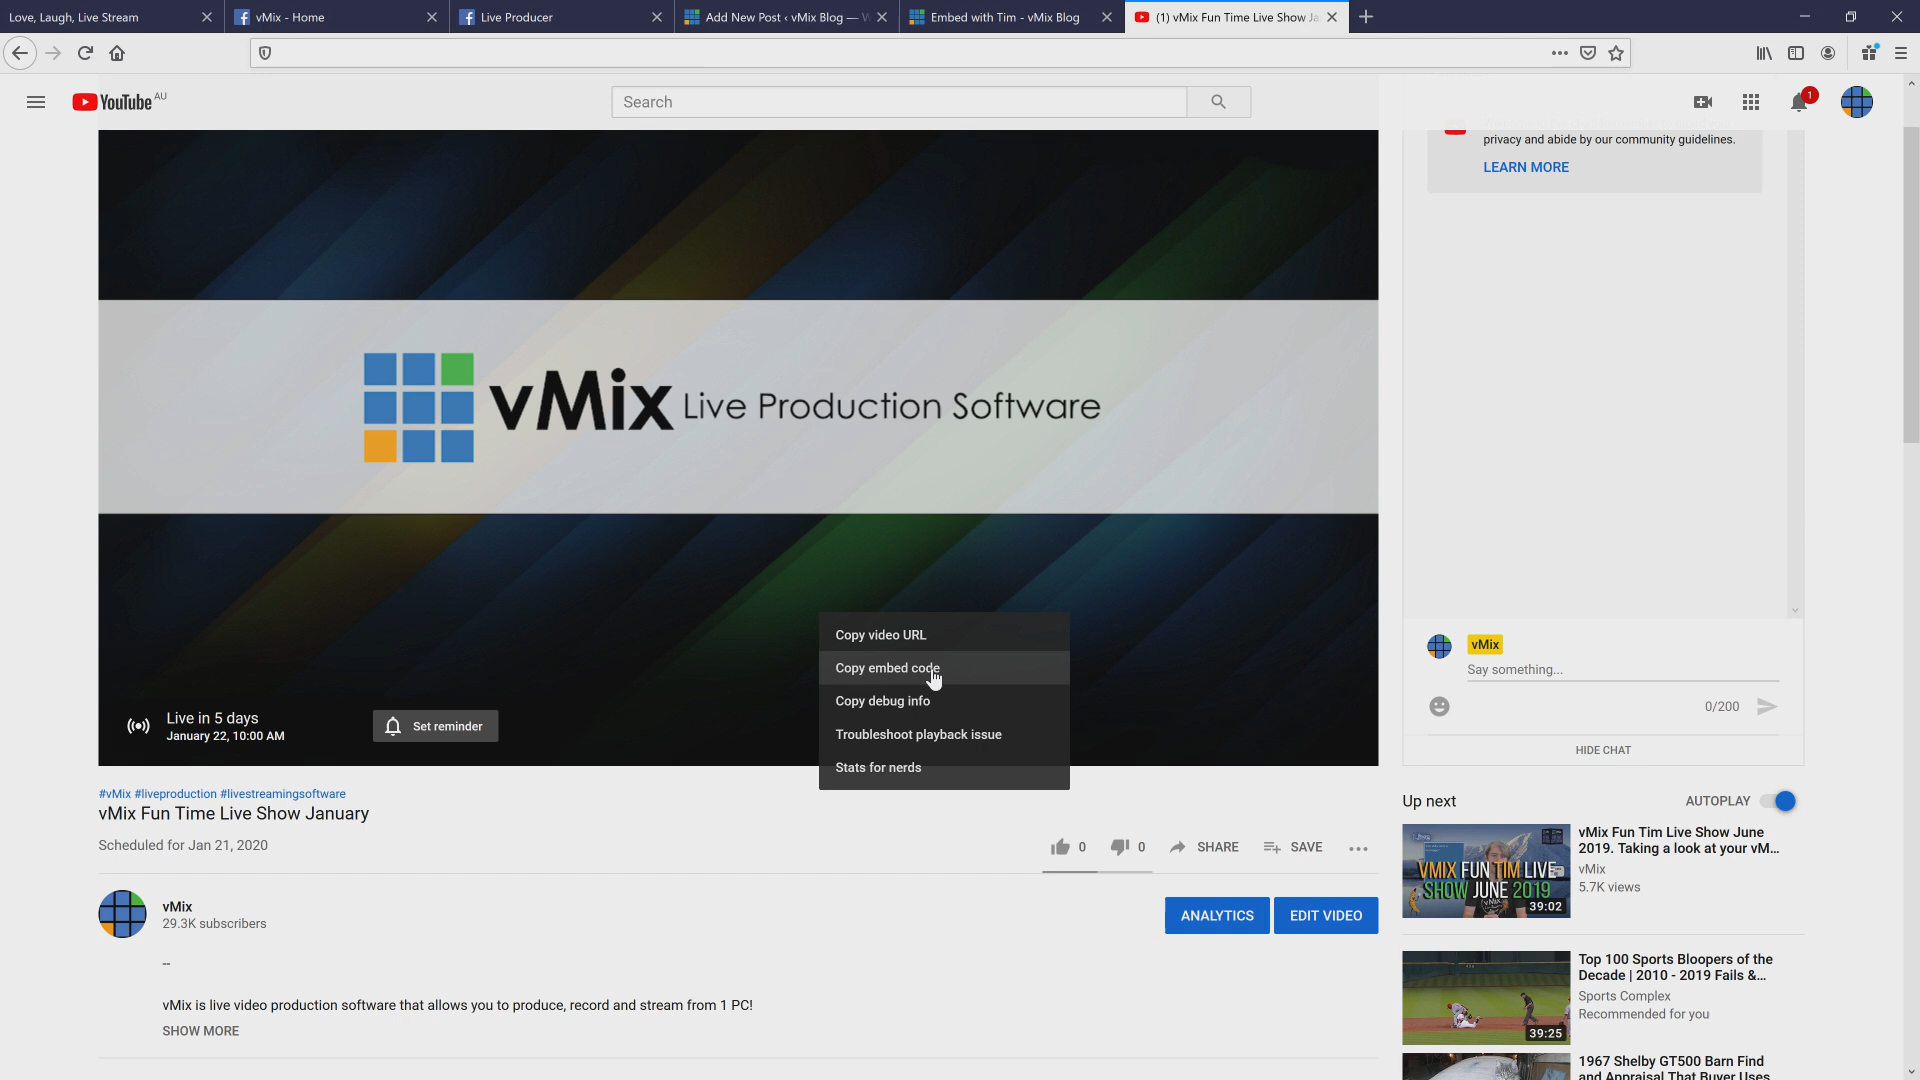 Love, Laugh, Live Stream
vMix - Home
Live Producer
Add New Post ‹ vMix Blog — W
Embed with Tim - vMix Blog
(1) vMix Fun Time Live Show Ja
YouTube AU
Search
1
privacy and abide by our community guidelines.
LEARN MORE
vMix Live Production Software
Copy video URL
Copy embed code
Copy debug info
Troubleshoot playback issue
Stats for nerds
Live in 5 days
January 22, 10:00 AM
Set reminder
vMix
Say something...
0/200
HIDE CHAT
#vMix #liveproduction #livestreamingsoftware
vMix Fun Time Live Show January
Scheduled for Jan 21, 2020
0
0
SHARE
SAVE
vMix
29.3K subscribers
ANALYTICS
EDIT VIDEO
--
vMix is live video production software that allows you to produce, record and stream from 1 PC!
SHOW MORE
Up next
AUTOPLAY
VMIX FUN TIM LIVE
SHOW JUNE 2019
39:02
vMix Fun Tim Live Show June
2019. Taking a look at your vM...
vMix
5.7K views
39:25
Top 100 Sports Bloopers of the
Decade | 2010 - 2019 Fails &...
Sports Complex
Recommended for you
1967 Shelby GT500 Barn Find
and Appraisal That Buyer Uses